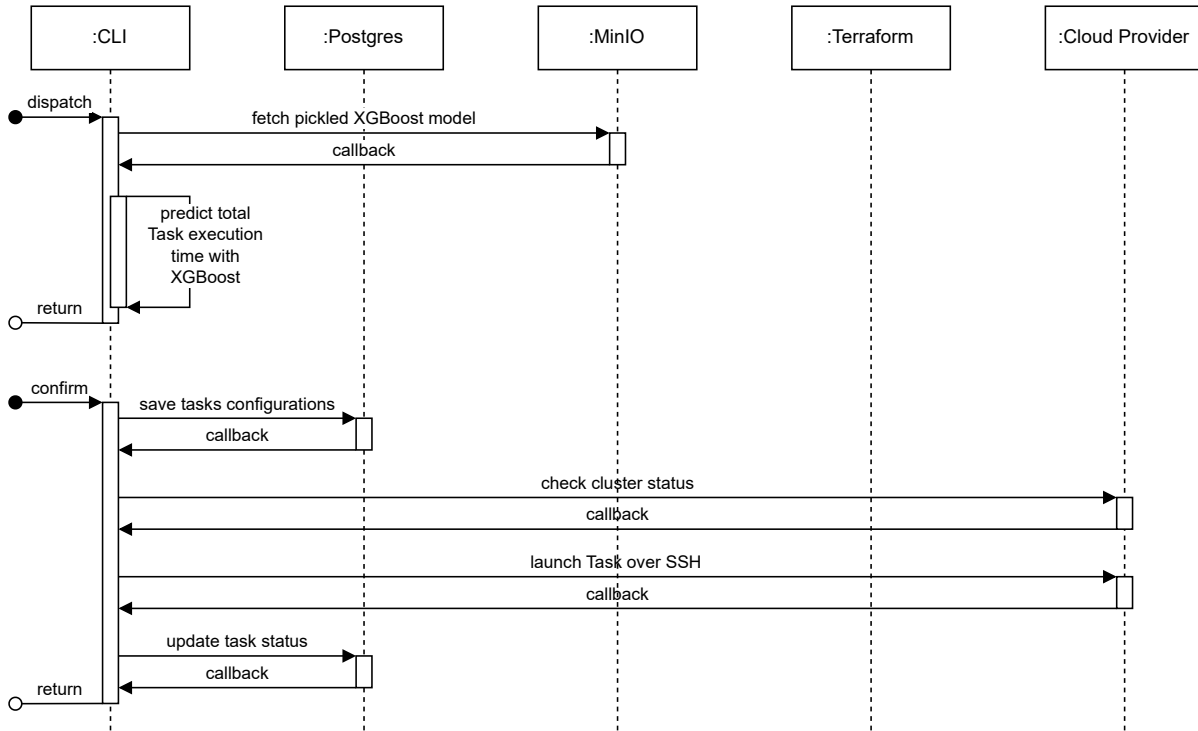 :CLI
:Postgres
:MinIO
:Terraform
:Cloud Provider
dispatch
fetch pickled XGBoost model
callback
predict total
Task execution
time with
XGBoost
return
confirm
save tasks configurations
callback
check cluster status
callback
launch Task over SSH
callback
update task status
callback
return